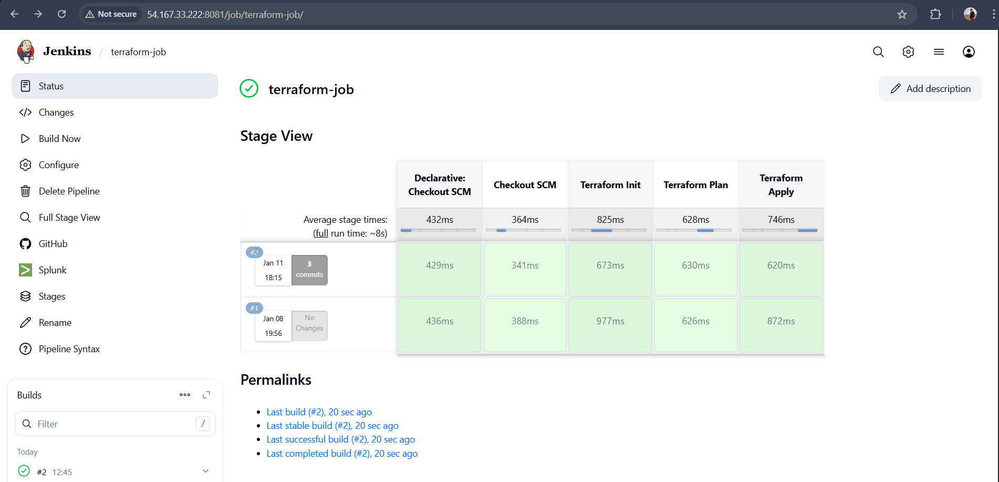 Not secure 54.167.33.222:8081/job/terraform-job/
Jenkins / terraform-job
Status
Changes
Build Now
Configure
Delete Pipeline
Full Stage View
GitHub
Splunk
Stages
Rename
Pipeline Syntax
Builds
Filter /
Today
#2 12:45
terraform-job
Add description
Stage View
Declarative:
Checkout SCM
Checkout SCM
Terraform Init
Terraform Plan
Terraform
Apply
Average stage times:
(full run time: ~8s)
432ms 364ms 825ms 628ms 746ms
#2
Jan 11
18:15
3
commits
429ms 341ms 673ms 630ms 620ms
#1
Jan 08
19:56
No
Changes
436ms 388ms 977ms 626ms 872ms
Permalinks
Last build (#2), 20 sec ago
Last stable build (#2), 20 sec ago
Last successful build (#2), 20 sec ago
Last completed build (#2), 20 sec ago